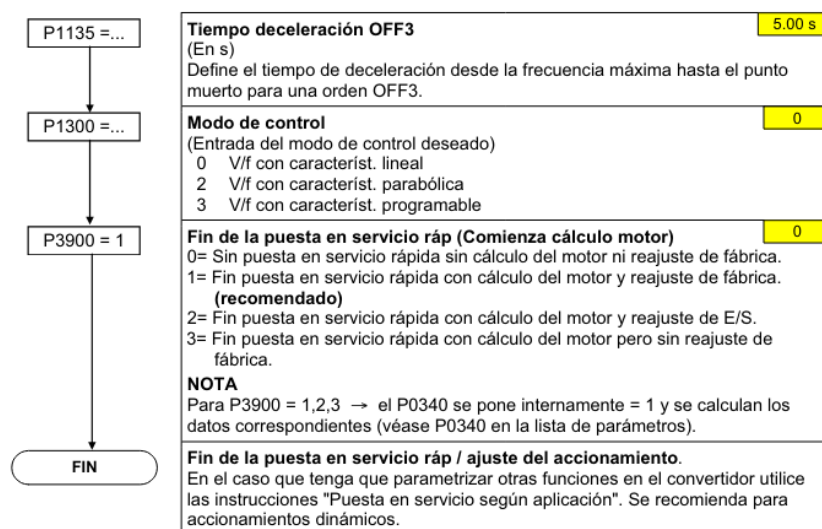 P1135 =...
Tiempo deceleración OFF3
5.00 s
(En s)
Define el tiempo de deceleración desde la frecuencia máxima hasta el punto
muerto para una orden OFF3.
P1300 =...
Modo de control
0
(Entrada del modo de control deseado)
0 V/f con característ. lineal
2 V/f con característ. parabólica
3 V/f con característ. programable
P3900 = 1
Fin de la puesta en servicio ráp (Comienza cálculo motor)
0
0= Sin puesta en servicio rápida sin cálculo del motor ni reajuste de fábrica.
1= Fin puesta en servicio rápida con cálculo del motor y reajuste de fábrica.
(recomendado)
2= Fin puesta en servicio rápida con cálculo del motor y reajuste de E/S.
3= Fin puesta en servicio rápida con cálculo del motor pero sin reajuste de
fábrica.
NOTA
Para P3900 = 1,2,3 → el P0340 se pone internamente = 1 y se calculan los
datos correspondientes (véase P0340 en la lista de parámetros).
FIN
Fin de la puesta en servicio ráp / ajuste del accionamiento.
En el caso que tenga que parametrizar otras funciones en el convertidor utilice
las instrucciones "Puesta en servicio según aplicación". Se recomienda para
accionamientos dinámicos.